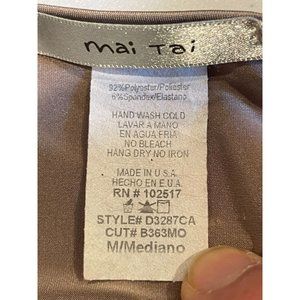 mai Tai
92%Polyester/Poliester
6%Spandex/Elastano
HAND WASH COLD
LAVAR A MANO
EN AGUA FRIA
NO BLEACH
HANG DRY NO IRON
MADE IN U.S.A
HECHO EN E.U.A.
RN # 102517
STYLE# D3287CA
CUT# B363MO
M/Mediano